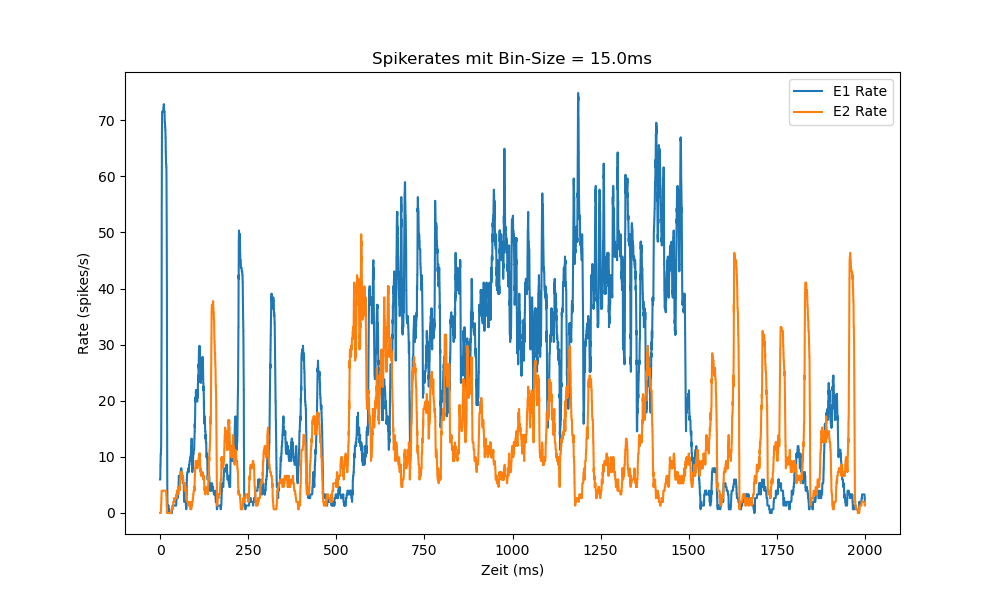 Spikerates mit Bin-Size = 15.0ms
E1 Rate
E2 Rate
70
60
50
40
30
20
10
0
Rate (spikes/s)
0 250 500 750 1000 1250 1500 1750 2000
Zeit (ms)